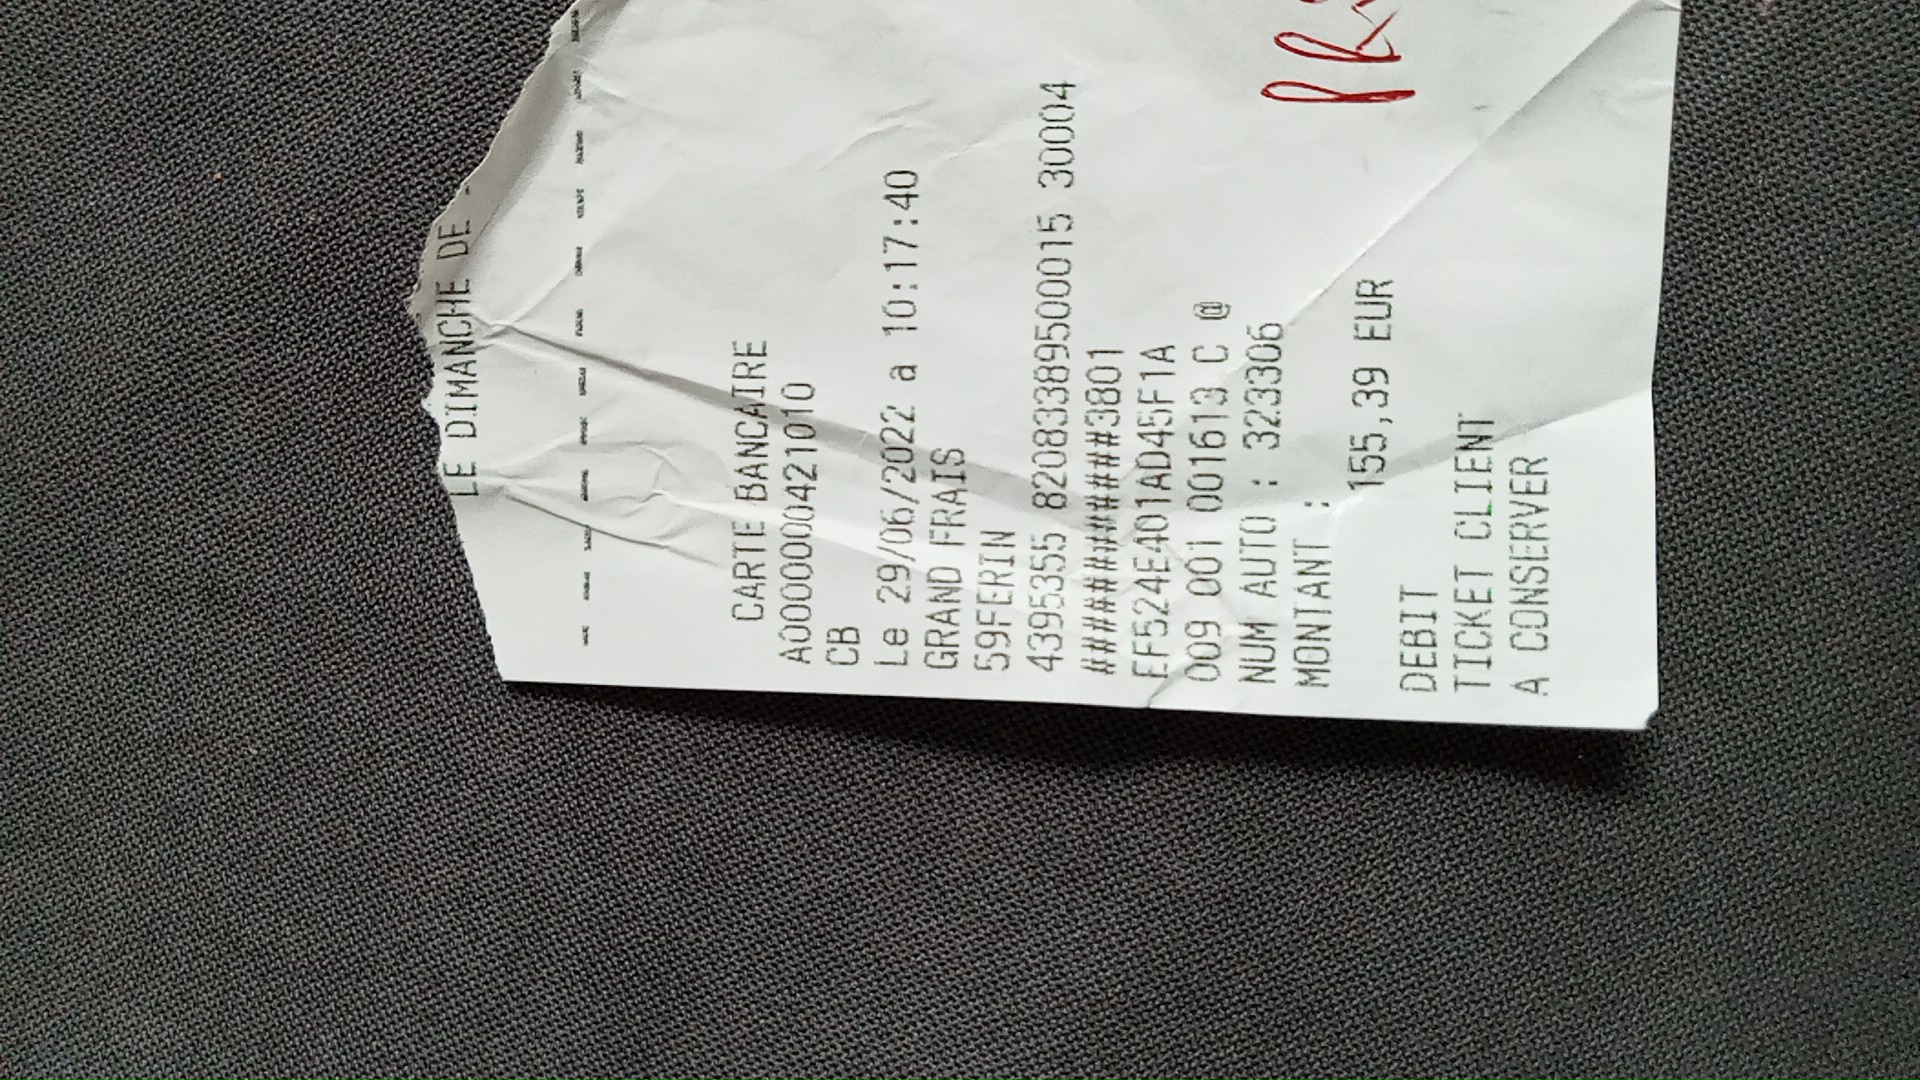 LE DIMANCHE DE
CARTE BANCAIRE
A0000000421010
CB
Le 29/06/2022 a 10:17:40
GRAND FRAIS
59FERIN
4395355 82083389500015 30004
############3801
EF524E401AD45F1A
009 001 001613 C @
NUM AUTO : 323306
MONTANT :
155,39 EUR
DEBIT
TICKET CLIENT
A CONSERVER